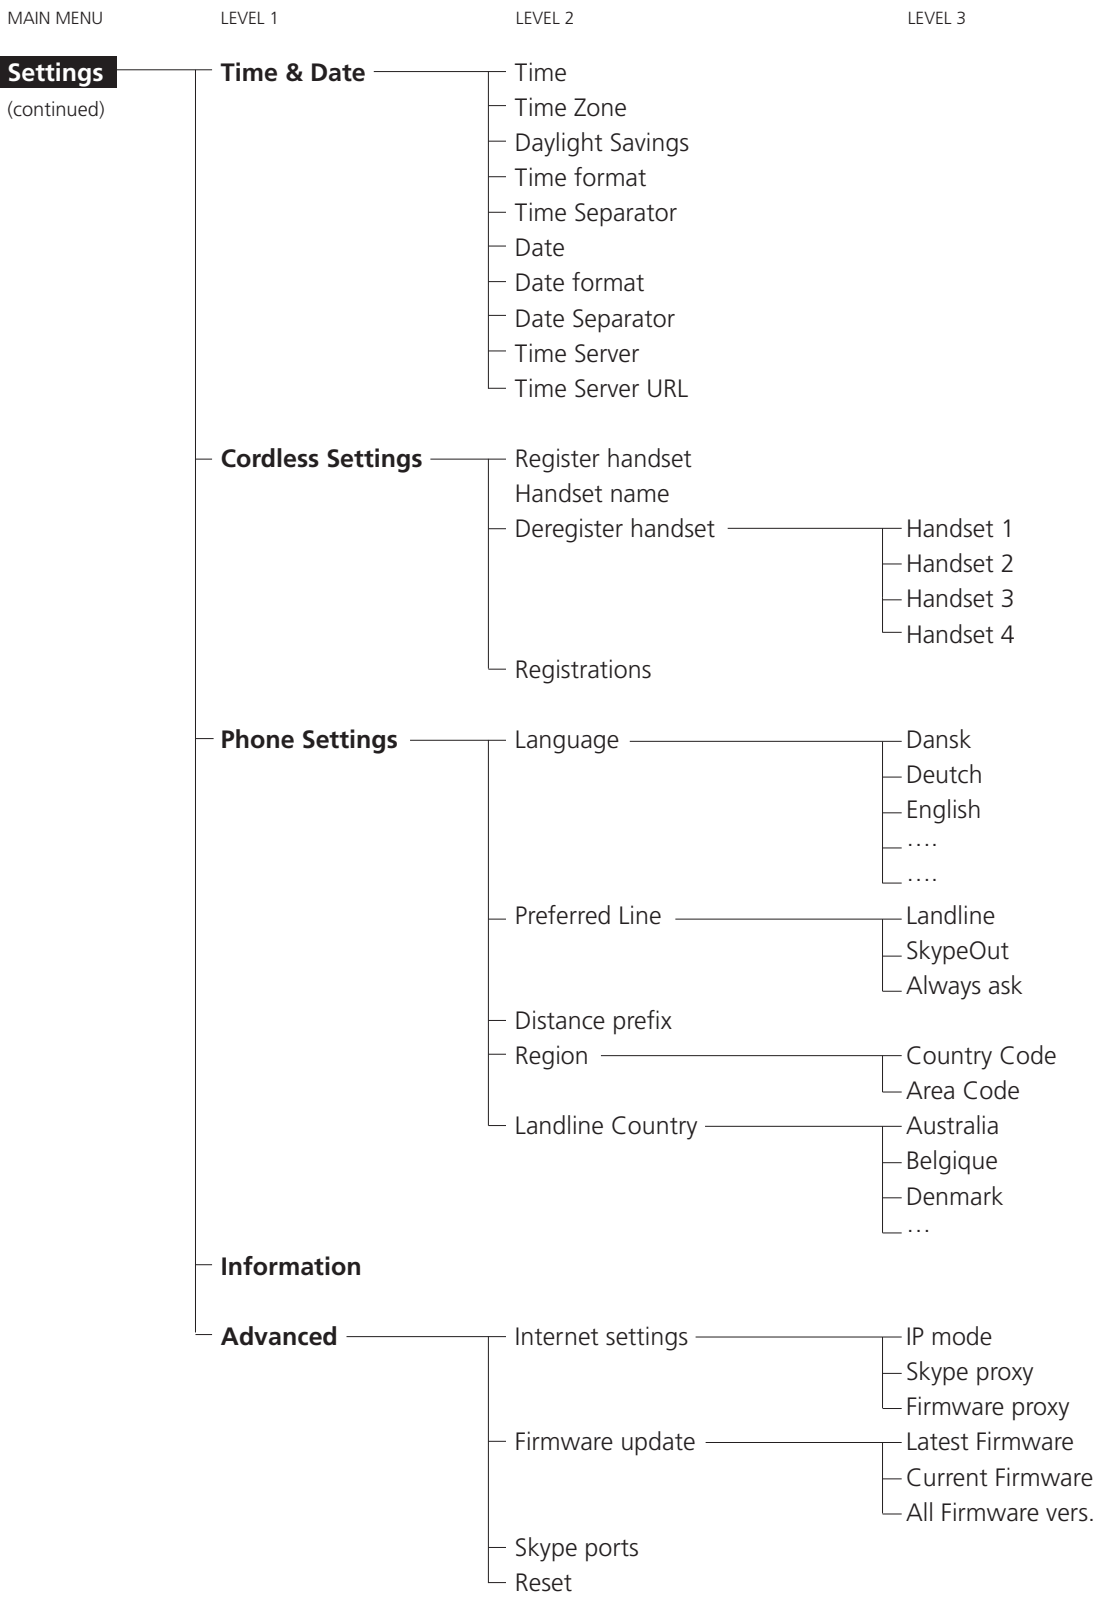 MAIN MENU LEVEL 1 LEVEL 2 LEVEL 3
Settings Time & Date Time
(continued) Time Zone
Daylight Savings
Time format
Time Separator
Date
Date format
Date Separator
Time Server
Time Server URL
Cordless Settings Register handset
Handset name
Deregister handset Handset 1
Handset 2
Handset 3
Handset 4
Registrations
Phone Settings Language Dansk
Deutch
English
....
....
Preferred Line Landline
SkypeOut
Always ask
Distance prefix
Region Country Code
Area Code
Landline Country Australia
Belgique
Denmark
...
Information
Advanced Internet settings IP mode
Skype proxy
Firmware proxy
Firmware update Latest Firmware
Current Firmware
All Firmware vers.
Skype ports
Reset